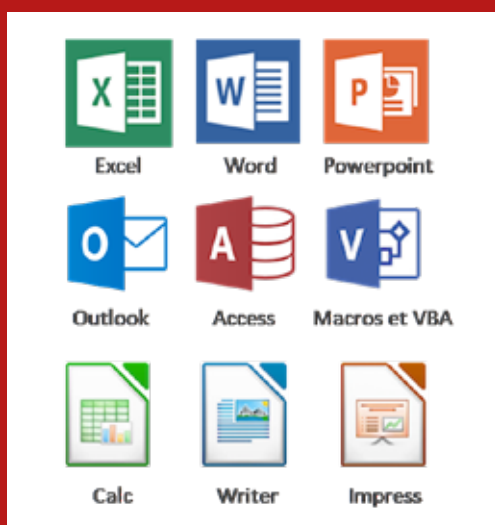 X W P
Excel Word Powerpoint
O A V
Outlook Access Macros et VBA
Calc Writer Impress